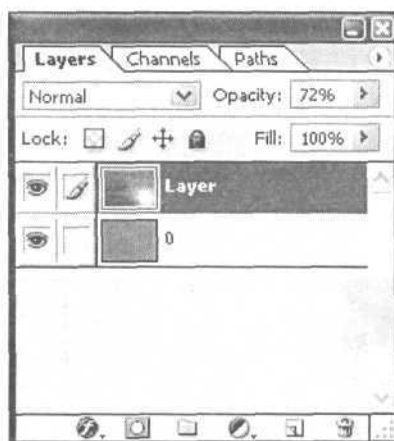 Layers Channels Paths
Normal Opacity: 72%
Lock: Fill: 100%
Layer
0